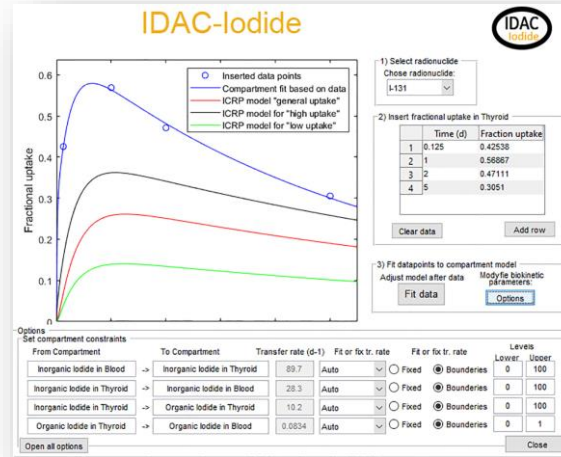 IDAC-Iodide
IDAC
Iodide
0.6
0.5
0.4
0.3
0.2
0.1
0
Fractional uptake
Inserted data points
Compartment fit based on data
ICRP model "general uptake"
ICRP model for "high uptake"
ICRP model for "low uptake"
1) Select radionuclide
Chose radionuclide:
I-131
2) Insert fractional uptake in Thyroid
Time (d) Fraction uptake
1 0.125 0.42538
2 1 0.56867
3 2 0.47111
4 5 0.3051
Clear data Add row
3) Fit datapoints to compartment model
Adjust model after data
Fit data
Modyfie biokinetic
parameters:
Options
Options
Set compartment constraints
From Compartment To Compartment Transfer rate (d-1) Fit or fix tr. rate Fit or fix tr. rate Levels
Lower Upper
Inorganic Iodide in Blood -> Inorganic Iodide in Thyroid 89.7 Auto Fixed Bounderies 0 100
Inorganic Iodide in Thyroid -> Inorganic Iodide in Blood 28.3 Auto Fixed Bounderies 0 100
Inorganic Iodide in Thyroid -> Organic Iodide in Thyroid 10.2 Auto Fixed Bounderies 0 100
Organic Iodide in Thyroid -> Organic Iodide in Blood 0.0834 Auto Fixed Bounderies 0 1
Open all options Close